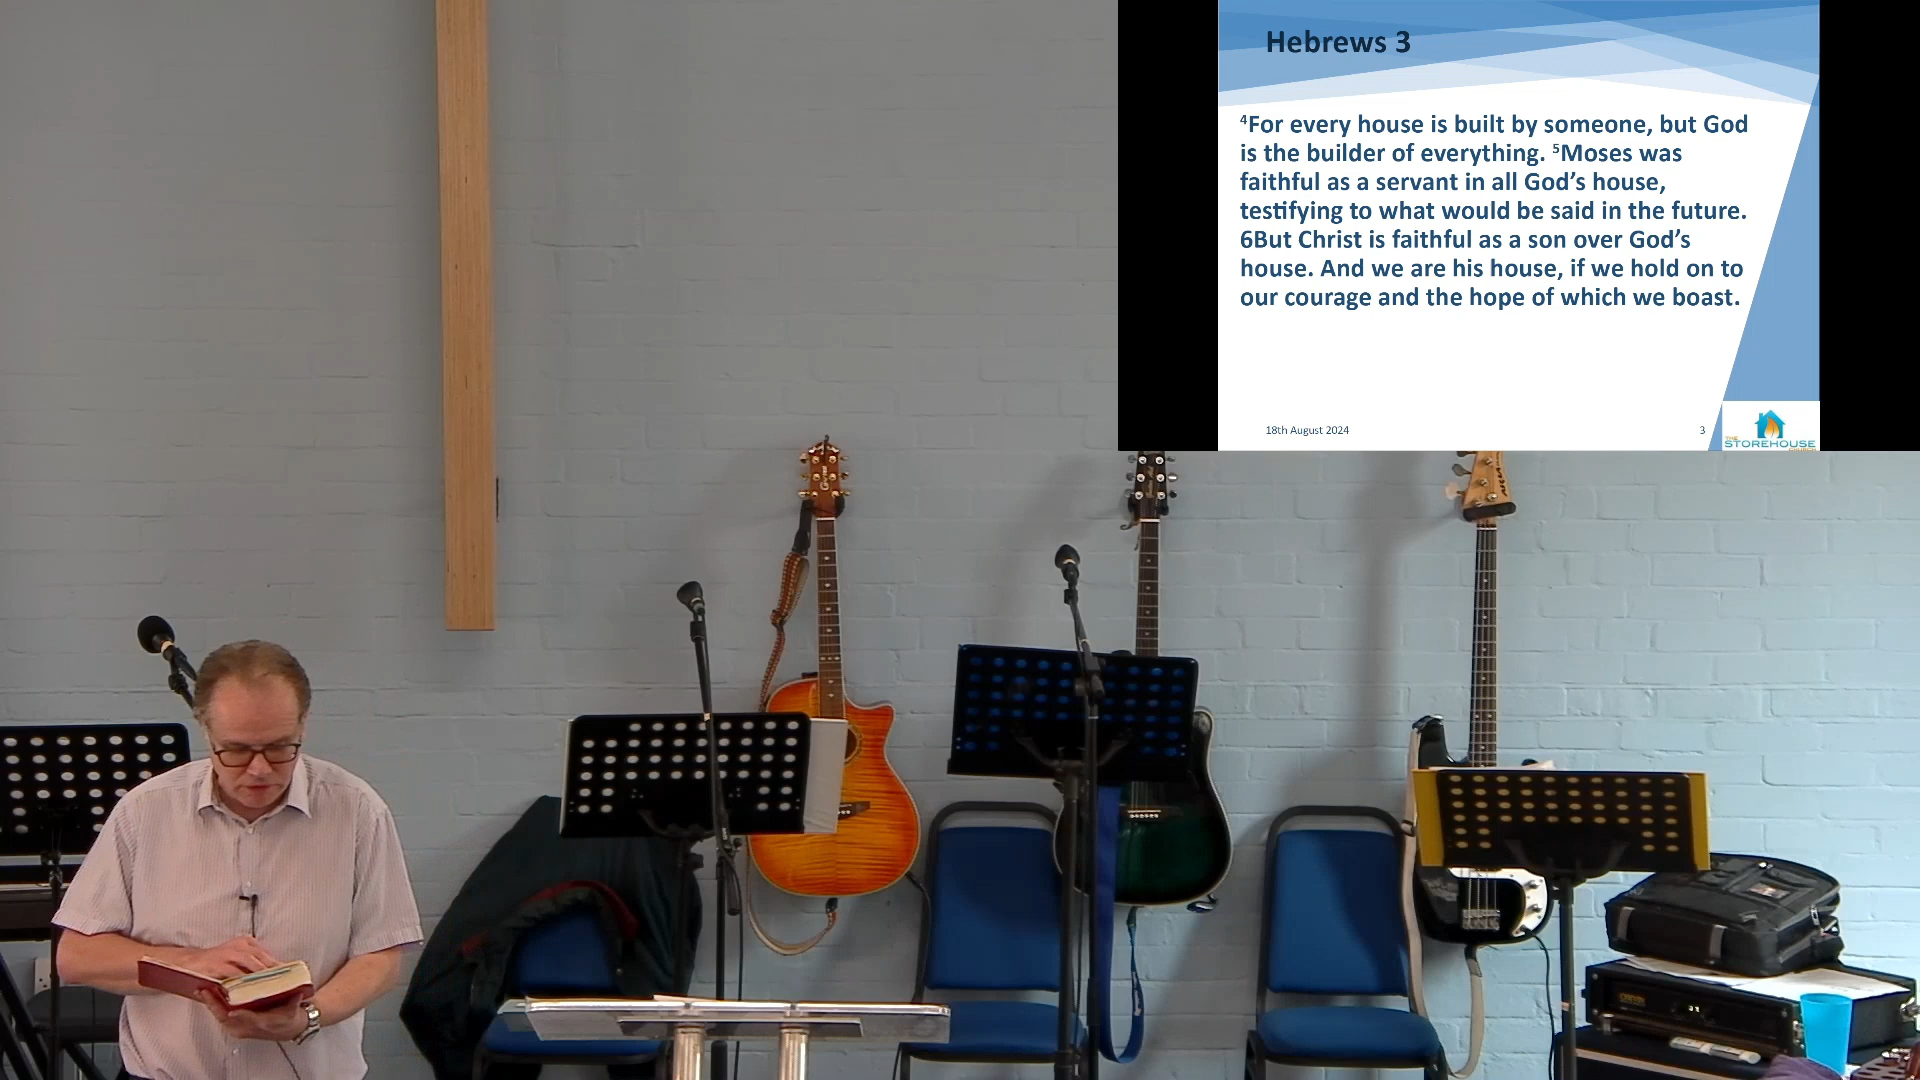 Hebrews 3
⁴For every house is built by someone, but God
is the builder of everything. ⁵Moses was
faithful as a servant in all God’s house,
testifying to what would be said in the future.
6But Christ is faithful as a son over God’s
house. And we are his house, if we hold on to
our courage and the hope of which we boast.
18th August 2024
3
THE
STOREHOUSE